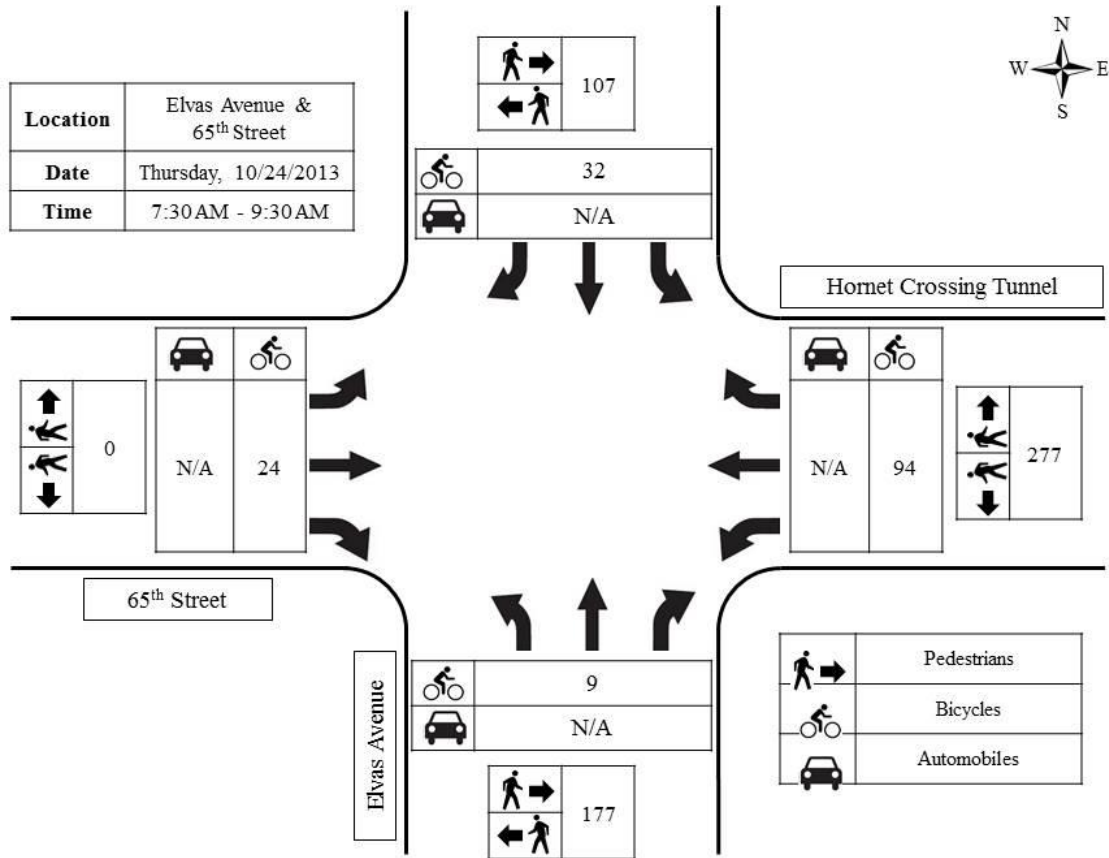 107
N
W E
S
Location
Elvas Avenue &
65th Street
Date
Thursday, 10/24/2013
Time
7:30 AM - 9:30 AM
32
N/A
Hornet Crossing Tunnel
0
N/A
24
N/A
94
277
65th Street
Elvas Avenue
9
N/A
177
Pedestrians
Bicycles
Automobiles